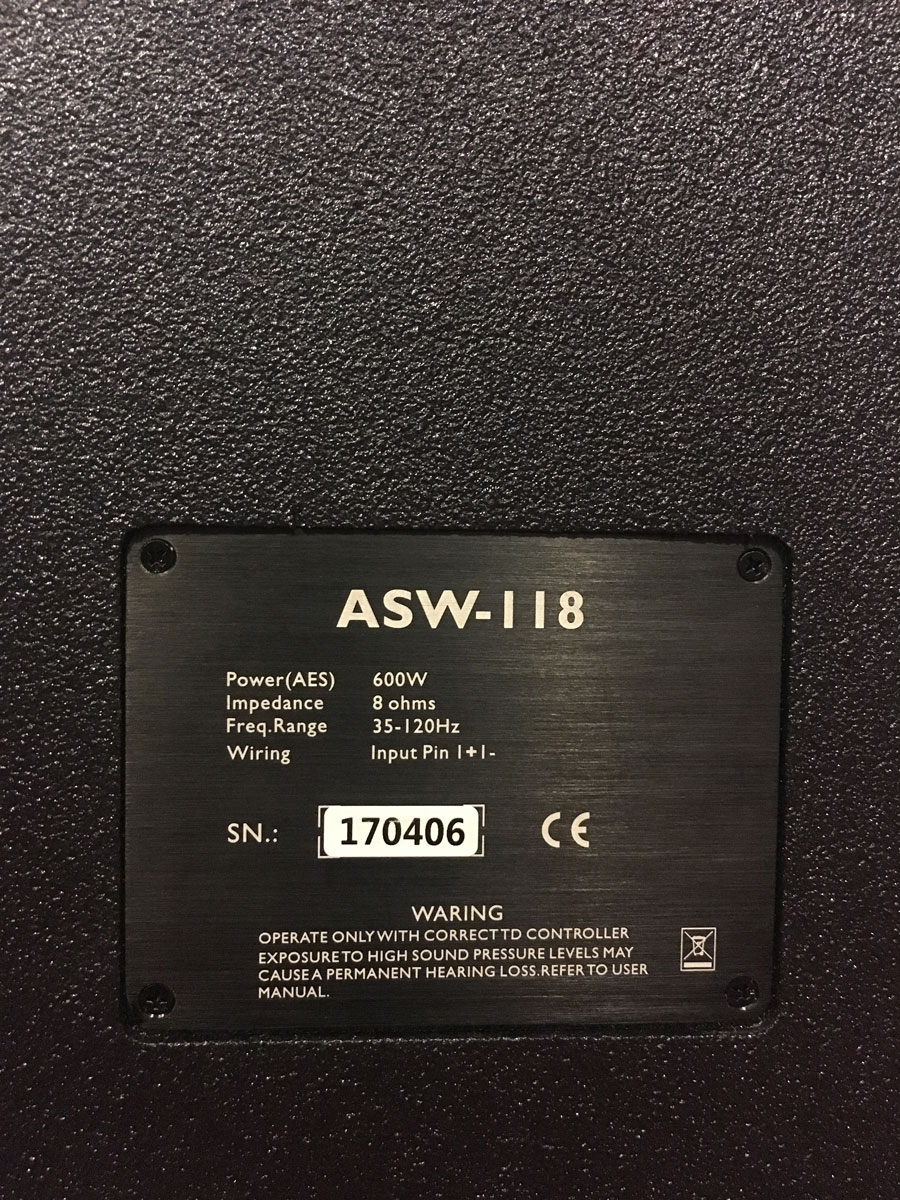 ASW-118
Power(AES) 600W
Impedance 8 ohms
Freq.Range 35-120Hz
Wiring Input Pin 1+1-
SN.: 170406 CE
WARING
OPERATE ONLY WITH CORRECT TD CONTROLLER
EXPOSURE TO HIGH SOUND PRESSURE LEVELS MAY
CAUSE A PERMANENT HEARING LOSS.REFER TO USER
MANUAL.